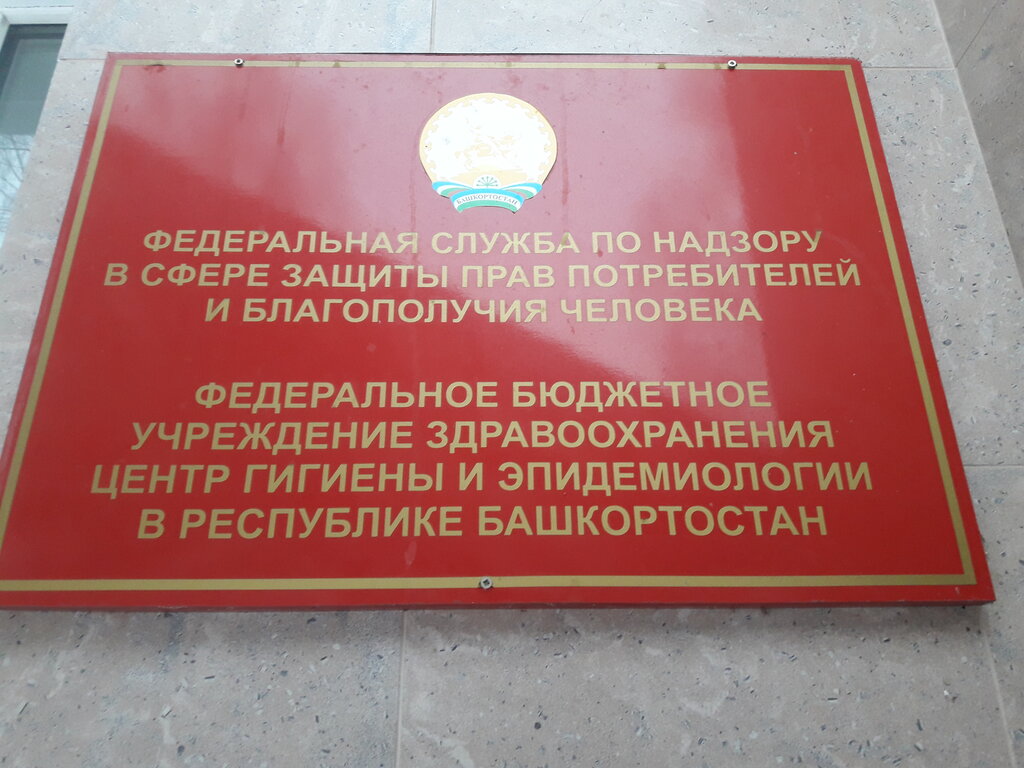 БАШКОРТОСТАН
ФЕДЕРАЛЬНАЯ СЛУЖБА ПО НАДЗОРУ
В СФЕРЕ ЗАЩИТЫ ПРАВ ПОТРЕБИТЕЛЕЙ
И БЛАГОПОЛУЧИЯ ЧЕЛОВЕКА
ФЕДЕРАЛЬНОЕ БЮДЖЕТНОЕ
УЧРЕЖДЕНИЕ ЗДРАВООХРАНЕНИЯ
ЦЕНТР ГИГИЕНЫ И ЭПИДЕМИОЛОГИИ
В РЕСПУБЛИКЕ БАШКОРТОСТАН